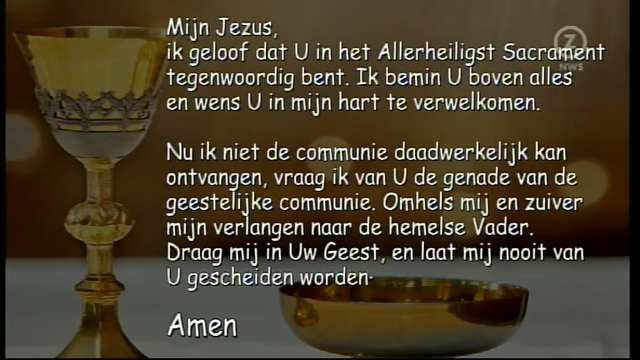 Mijn Jezus,
ik geloof dat U in het Allerheiligst Sacrament
tegenwoordig bent. Ik bemin U boven alles
en wens U in mijn hart te verwelkomen.
Nu ik niet de communie daadwerkelijk kan
ontvangen, vraag ik van U de genade van de
geestelijke communie. Omhels mij en zuiver
mijn verlangen naar de hemelse Vader.
Draag mij in Uw Geest, en laat mij nooit van
U gescheiden worden.
Amen
Z
NWS